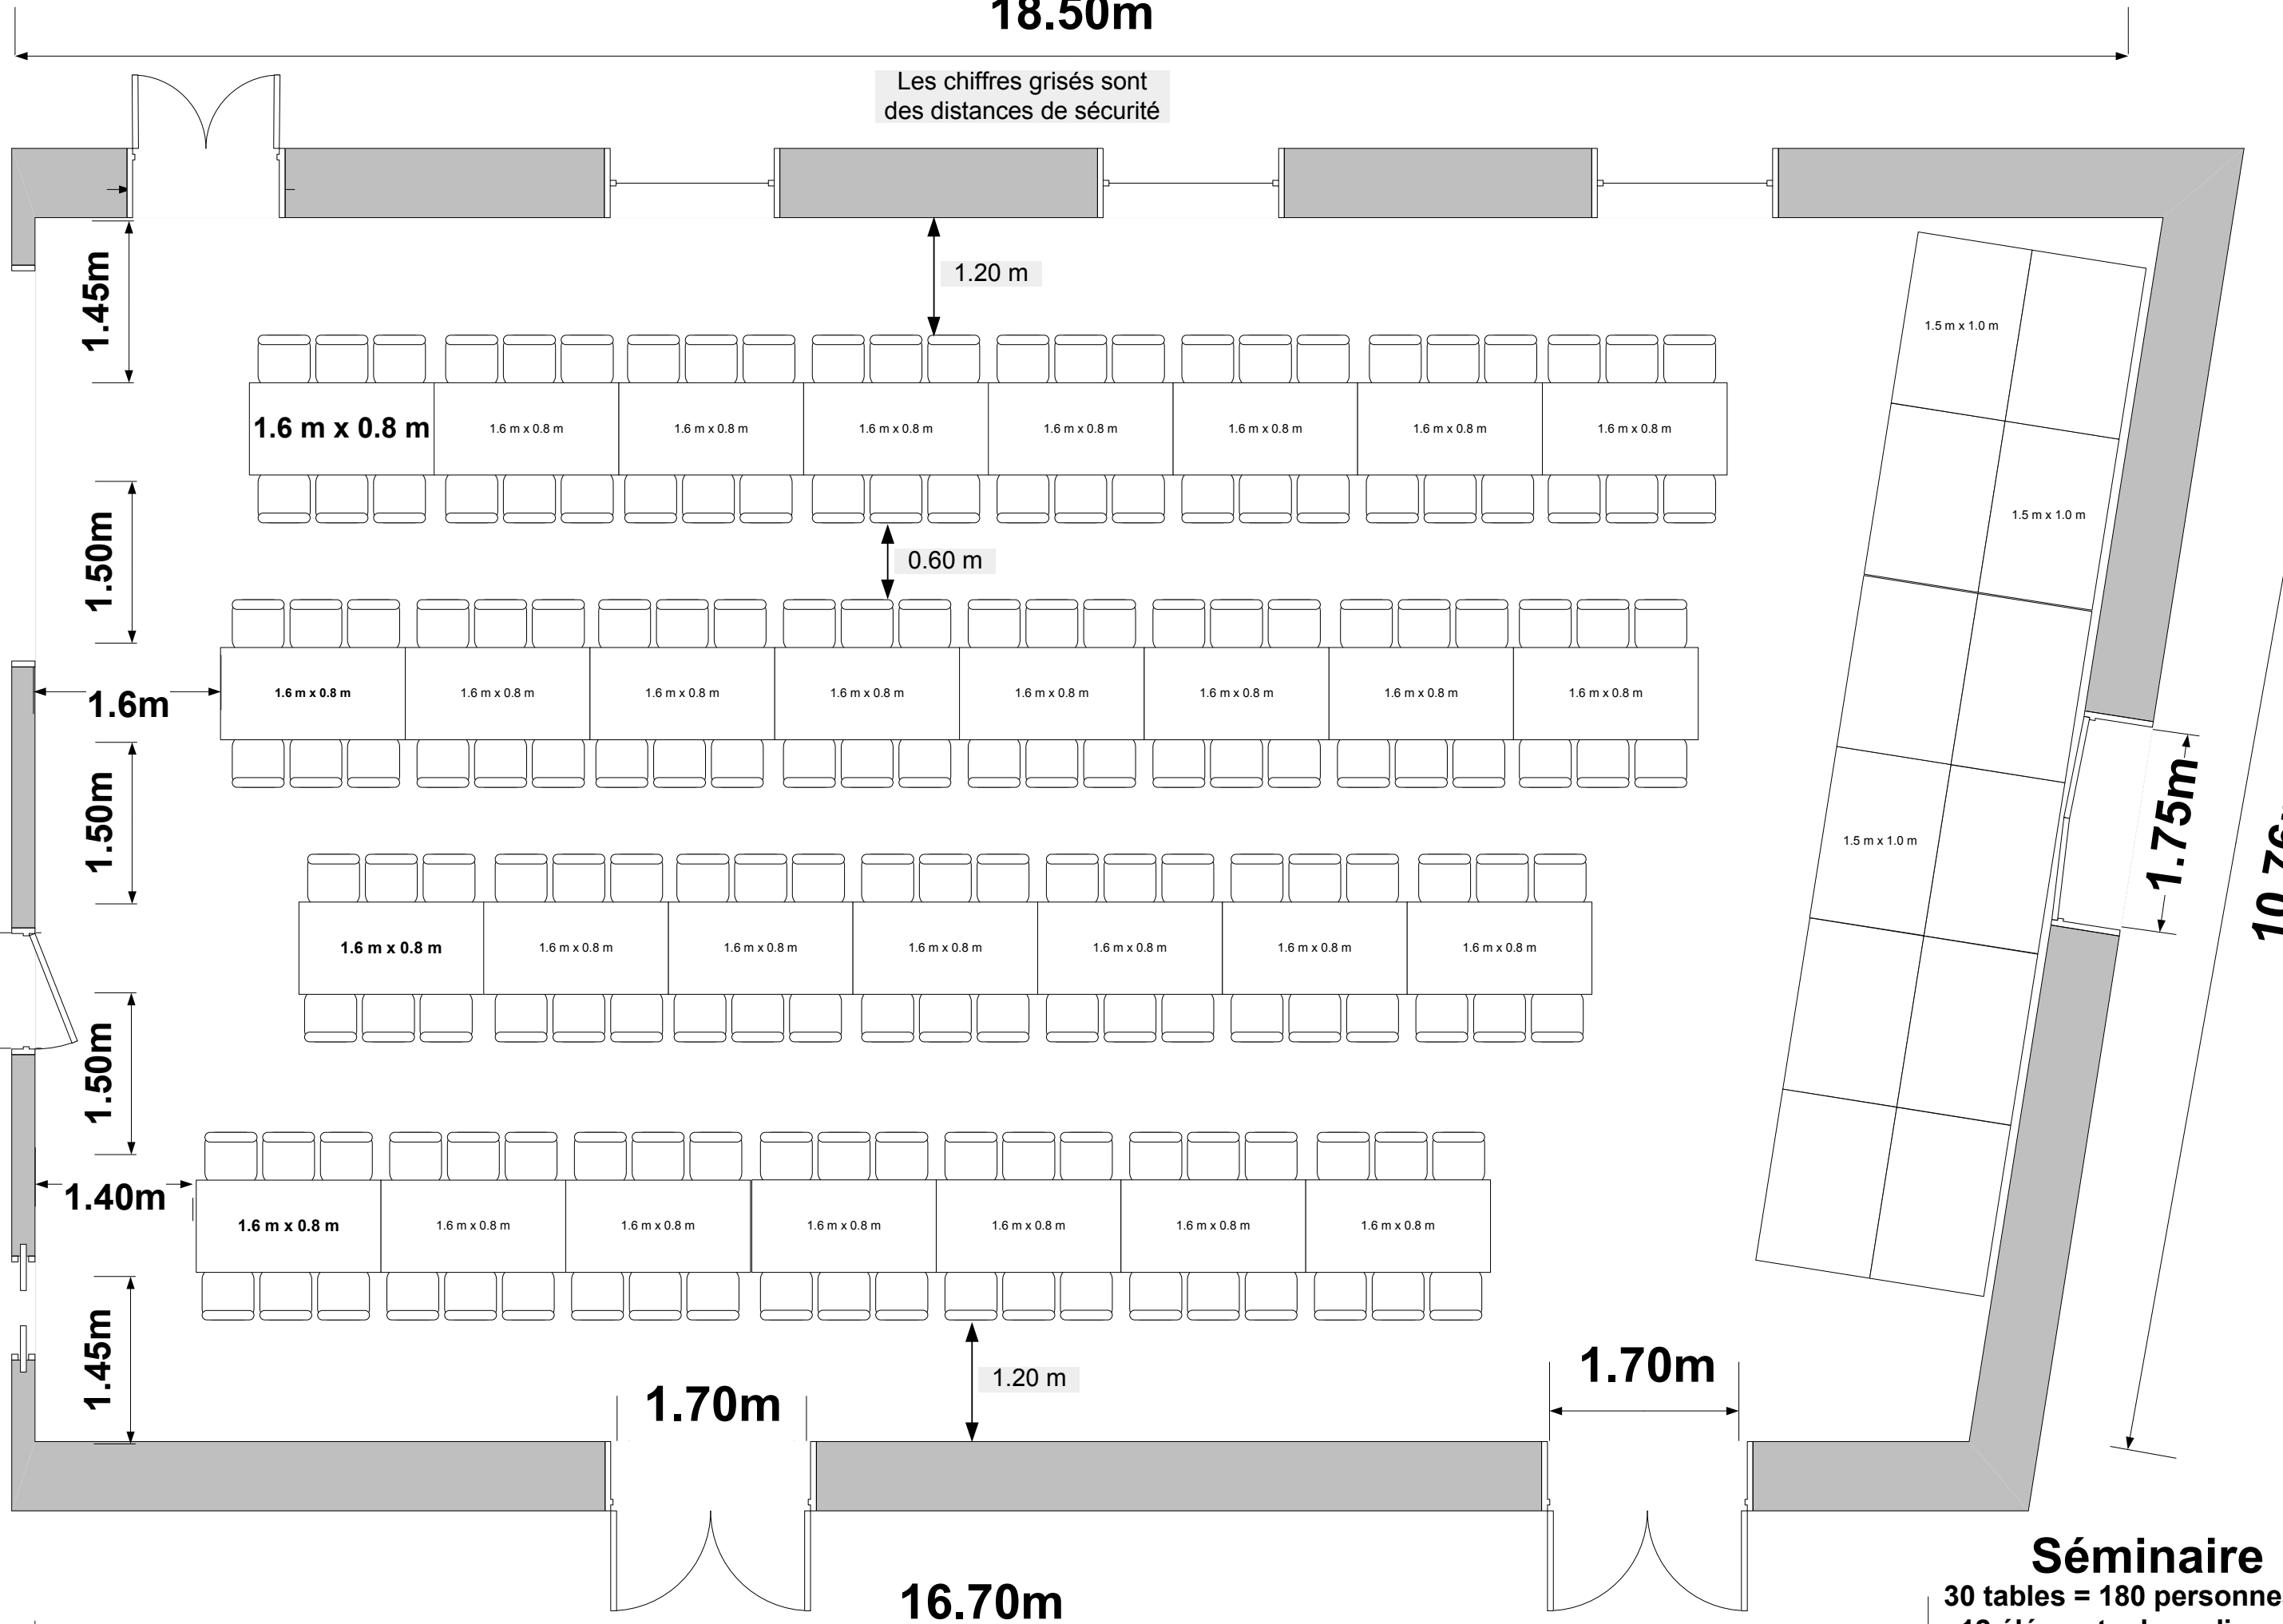 18.50m
Les chiffres grisés sont
des distances de sécurité
1.45m
1.20 m
1.5 m x 1.0 m
1.6 m x 0.8 m
1.6 m x 0.8 m
1.6 m x 0.8 m
1.6 m x 0.8 m
1.6 m x 0.8 m
1.6 m x 0.8 m
1.6 m x 0.8 m
1.6 m x 0.8 m
1.5 m x 1.0 m
1.50m
0.60 m
1.6m
1.6 m x 0.8 m
1.6 m x 0.8 m
1.6 m x 0.8 m
1.6 m x 0.8 m
1.6 m x 0.8 m
1.6 m x 0.8 m
1.6 m x 0.8 m
1.6 m x 0.8 m
1.50m
1.5 m x 1.0 m
1.75m
1.6 m x 0.8 m
1.6 m x 0.8 m
1.6 m x 0.8 m
1.6 m x 0.8 m
1.6 m x 0.8 m
1.6 m x 0.8 m
1.6 m x 0.8 m
1.50m
1.40m
1.6 m x 0.8 m
1.6 m x 0.8 m
1.6 m x 0.8 m
1.6 m x 0.8 m
1.6 m x 0.8 m
1.6 m x 0.8 m
1.6 m x 0.8 m
1.45m
1.20 m
1.70m
1.70m
16.70m
Séminaire
30 tables = 180 personne